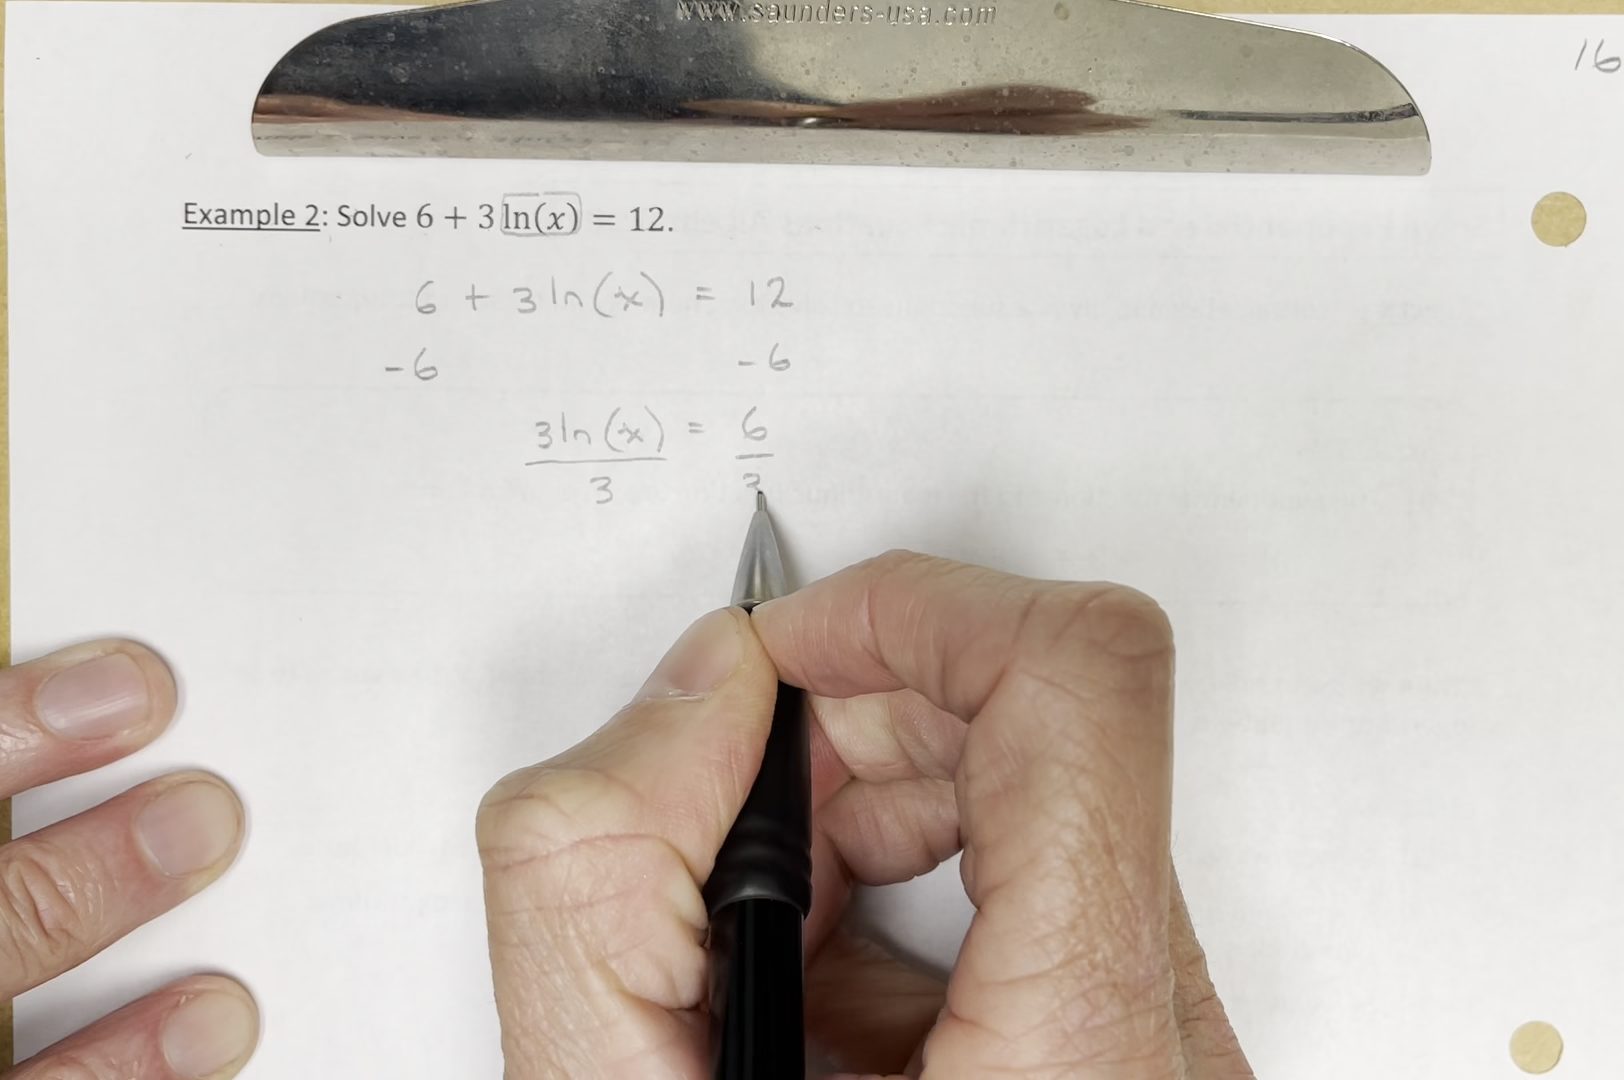 www.saunders-usa.com
16
Example 2: Solve 6 + 3 ln(x) = 12.
6 + 3 ln(x) = 12
-6 -6
3 ln(x) = 6
3 3